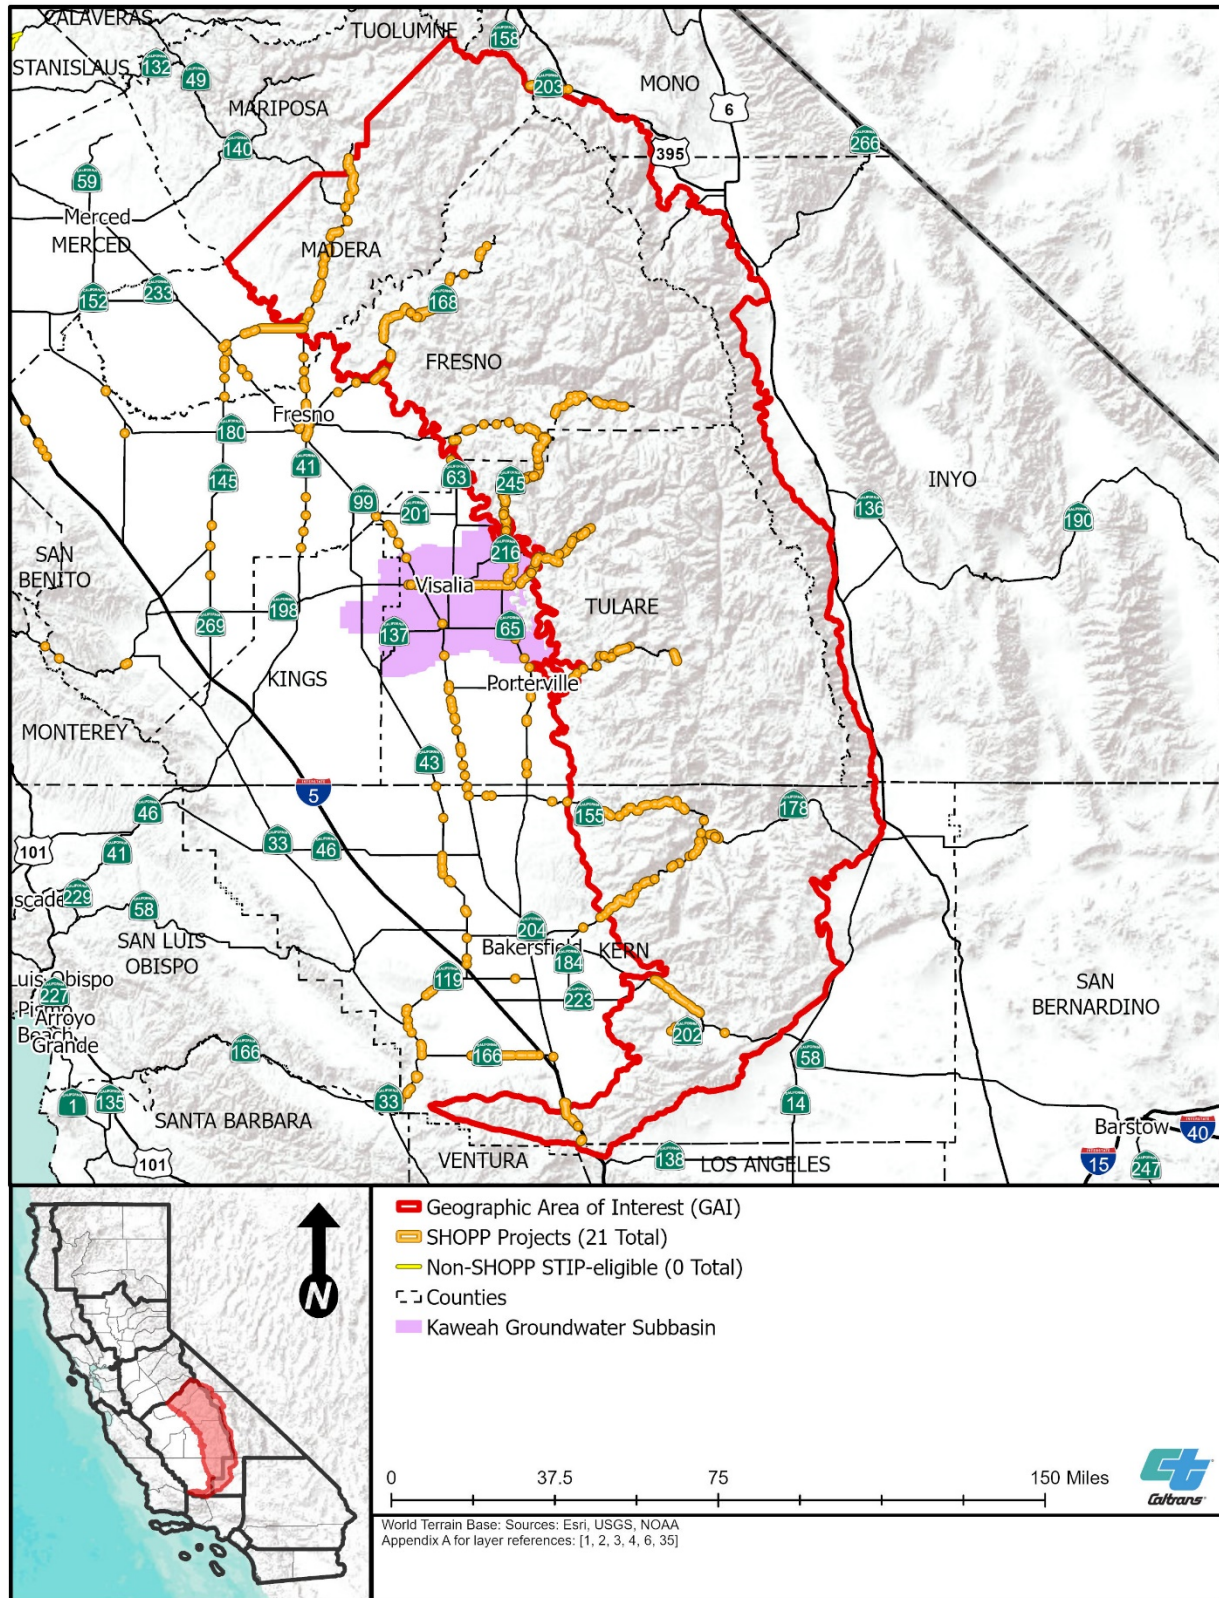 CALAVERAS
TUOLUMNE
158
STANISLAUS
132
49
203
MONO
6
MARIPOSA
140
395
266
59
Merced
MERCED
MADERA
152
233
168
FRESNO
Fresno
180
41
63
245
INYO
145
99
201
136
190
SAN
BENITO
216
Visalia
TULARE
269
198
137
65
KINGS
Porterville
MONTEREY
43
5
46
155
178
33
46
101
41
scade
229
58
204
SAN LUIS
OBISPO
Bakersfield
KERN
184
119
Luis Obispo
227
223
SAN
BERNARDINO
Pismo
Beach
Arroyo
Grande
202
166
166
58
1
135
33
14
SANTA BARBARA
Barstow
40
101
VENTURA
138
LOS ANGELES
15
247
N
Geographic Area of Interest (GAI)
SHOPP Projects (21 Total)
Non-SHOPP STIP-eligible (0 Total)
Counties
Kaweah Groundwater Subbasin
0 37.5 75 150 Miles
Caltrans
World Terrain Base: Sources: Esri, USGS, NOAA
Appendix A for layer references: [1, 2, 3, 4, 6, 35]